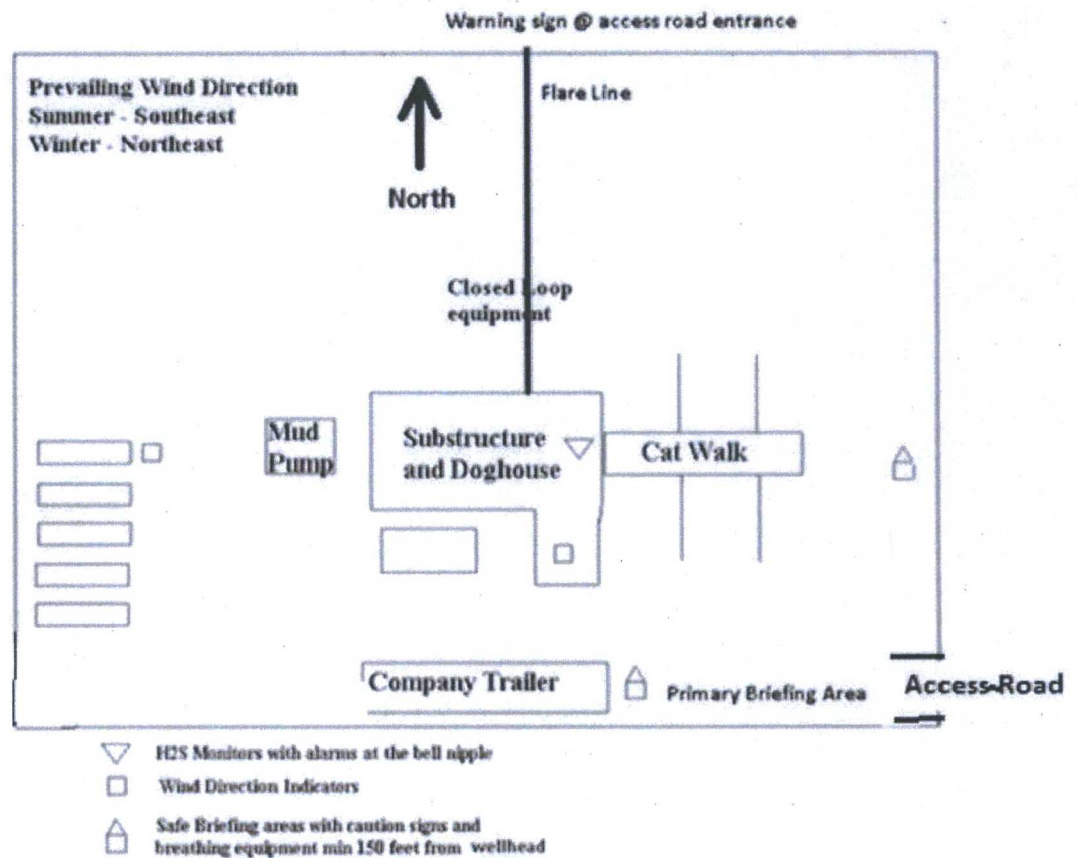 Warning sign @ access road entrance
Prevailing Wind Direction
Summer - Southeast
Winter - Northeast
Flare Line
North
Closed Loop
equipment
Mud
Pump
Substructure
and Doghouse
Cat Walk
Company Trailer
Primary Briefing Area
Access Road
H2S Monitors with alarms at the bell nipple
Wind Direction Indicators
Safe Briefing areas with caution signs and
breathing equipment min 150 feet from wellhead